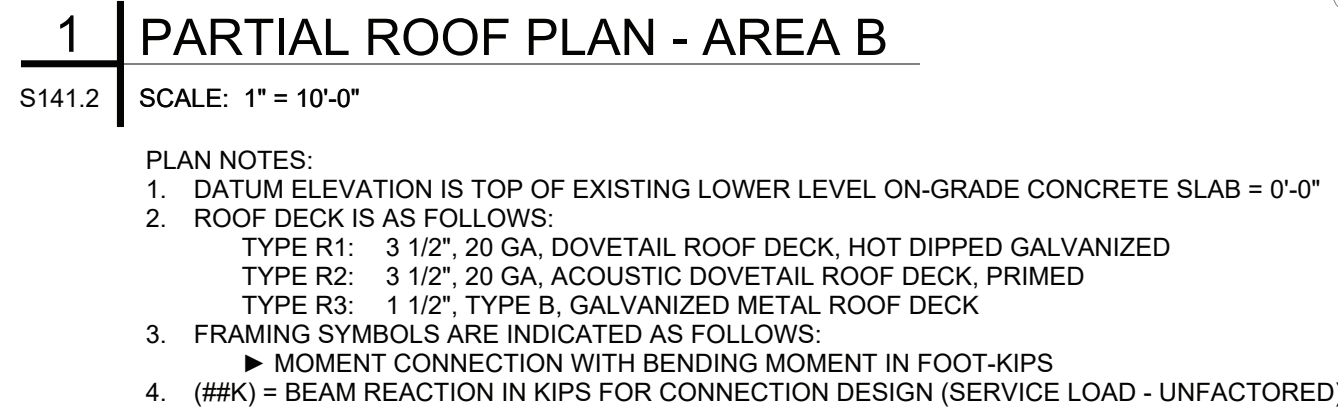 1 PARTIAL ROOF PLAN - AREA B
S141.2 SCALE: 1" = 10'-0"
PLAN NOTES:
1. DATUM ELEVATION IS TOP OF EXISTING LOWER LEVEL ON-GRADE CONCRETE SLAB = 0'-0"
2. ROOF DECK IS AS FOLLOWS:
TYPE R1: 3 1/2", 20 GA, DOVETAIL ROOF DECK, HOT DIPPED GALVANIZED
TYPE R2: 3 1/2", 20 GA, ACOUSTIC DOVETAIL ROOF DECK, PRIMED
TYPE R3: 1 1/2", TYPE B, GALVANIZED METAL ROOF DECK
3. FRAMING SYMBOLS ARE INDICATED AS FOLLOWS:
► MOMENT CONNECTION WITH BENDING MOMENT IN FOOT-KIPS
4. (##K) = BEAM REACTION IN KIPS FOR CONNECTION DESIGN (SERVICE LOAD - UNFACTORED)